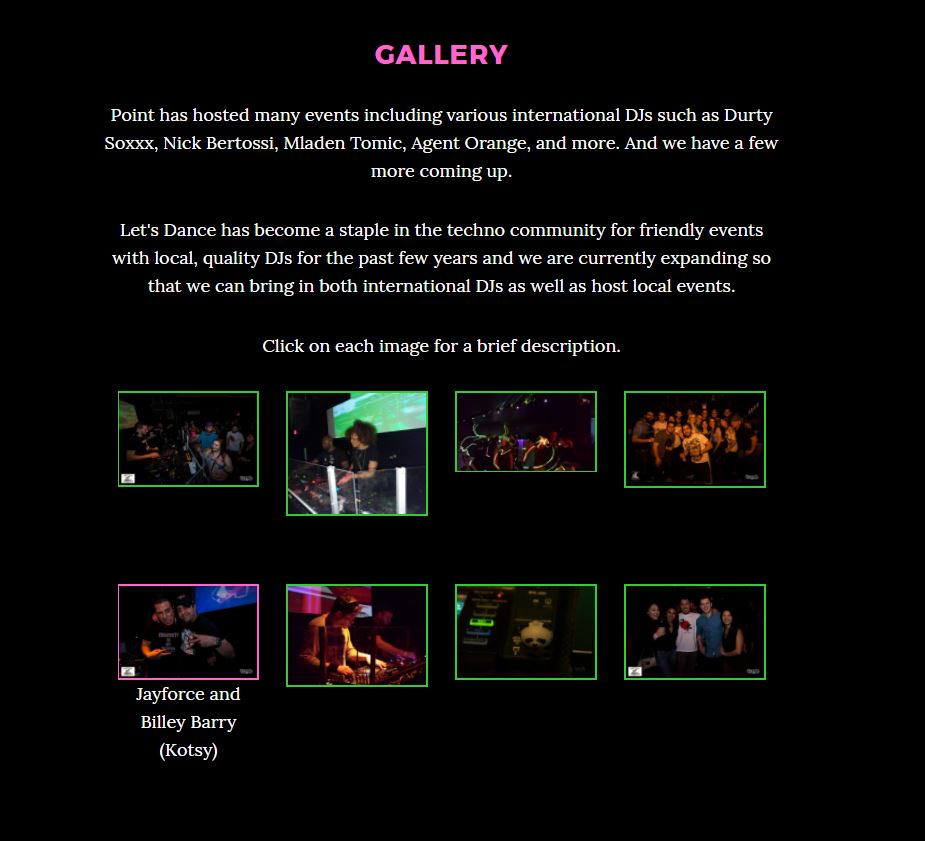 GALLERY
Point has hosted many events including various international DJs such as Durty
Soxxx, Nick Bertossi, Mladen Tomic, Agent Orange, and more. And we have a few
more coming up.
Let's Dance has become a staple in the techno community for friendly events
with local, quality DJs for the past few years and we are currently expanding so
that we can bring in both international DJs as well as host local events.
Click on each image for a brief description.
Jayforce and
Billey Barry
(Kotsy)